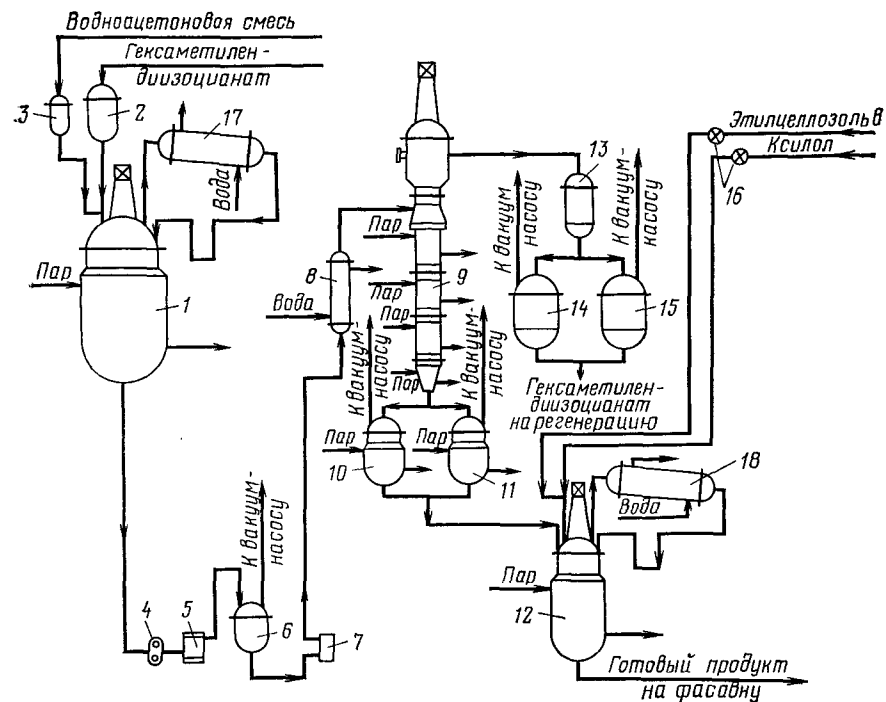 Водноацетоновая смесь
Гексаметилен-
диизоцианат
3
2
17
Вода
Пар
1
4
5
6
7
К вакуум-
насосу
8
Вода
Пар
Пар
Пар
Пар
9
К вакуум-
насосу
К вакуум-
насосу
Пар
Пар
10
11
13
К вакуум-
насосу
К вакуум-
насосу
14
15
Гексаметилен-
диизоцианат
на регенерацию
Этилцеллозольв
Ксилол
16
18
Вода
Пар
12
Готовый продукт
на фасовку